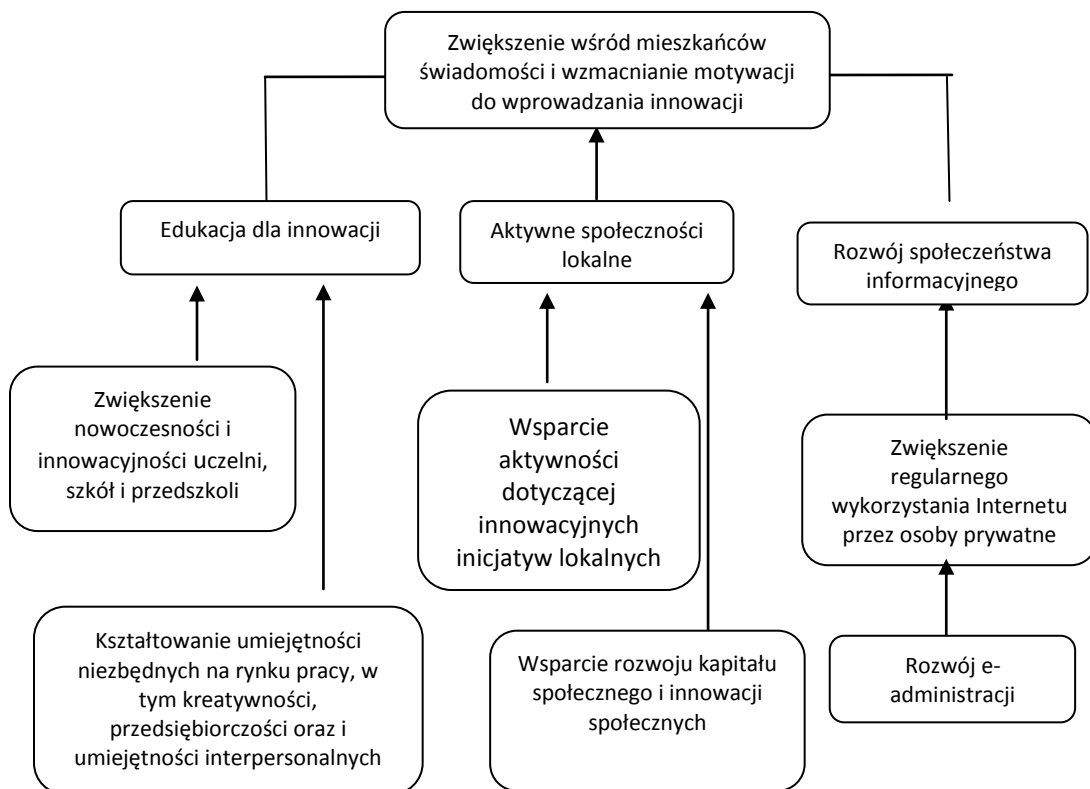 Zwiększenie wśród mieszkańców
świadomości i wzmacnianie motywacji
do wprowadzania innowacji
Edukacja dla innowacji
Aktywne społeczności
lokalne
Rozwój społeczeństwa
informacyjnego
Zwiększenie
nowoczesności i
innowacyjności uczelni,
szkół i przedszkoli
Wsparcie
aktywności
dotyczącej
innowacyjnych
inicjatyw lokalnych
Zwiększenie
regularnego
wykorzystania Internetu
przez osoby prywatne
Kształtowanie umiejętności
niezbędnych na rynku pracy, w
tym kreatywności,
przedsiębiorczości oraz i
umiejętności interpersonalnych
Wsparcie rozwoju kapitału
społecznego i innowacji
społecznych
Rozwój e-
administracji